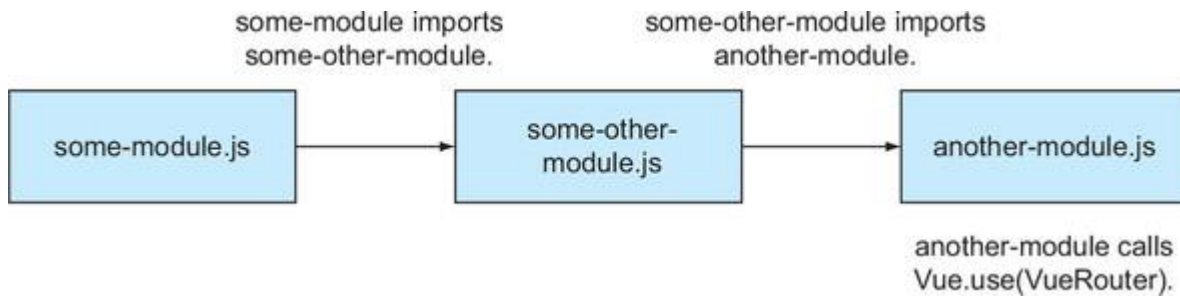 some-module imports
some-other-module.
some-other-module imports
another-module.
some-module.js
some-other-
module.js
another-module.js
another-module calls
Vue.use(VueRouter).